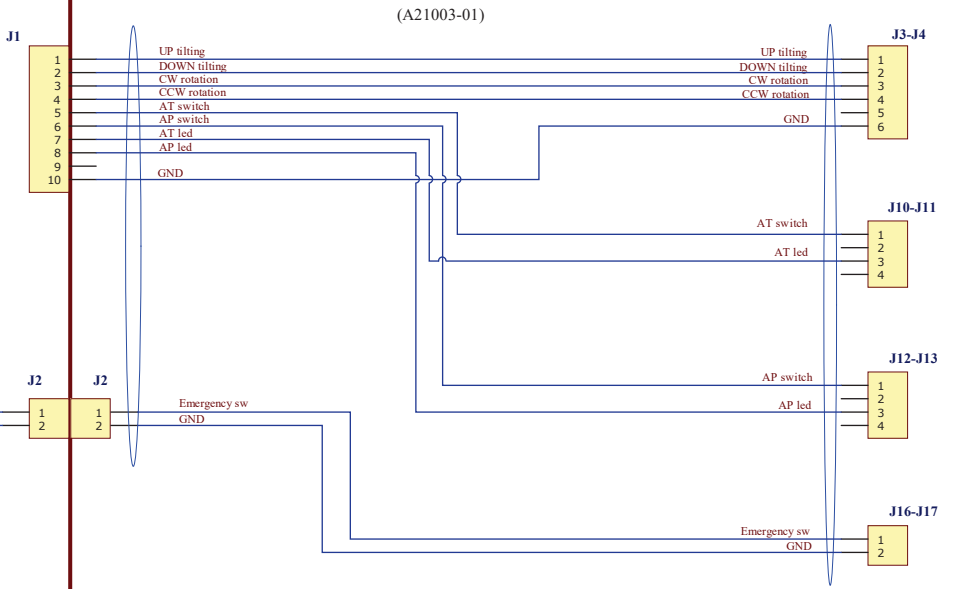 (A21003-01)
J1
J3-J4
1
2
3
4
5
6
7
8
9
10
UP tilting
DOWN tilting
CW rotation
CCW rotation
AT switch
AP switch
AT led
AP led
GND
UP tilting
DOWN tilting
CW rotation
CCW rotation
GND
1
2
3
4
5
6
J10-J11
AT switch
AT led
1
2
3
4
J12-J13
AP switch
AP led
1
2
3
4
J2
J2
1
2
1
2
Emergency sw
GND
J16-J17
Emergency sw
GND
1
2